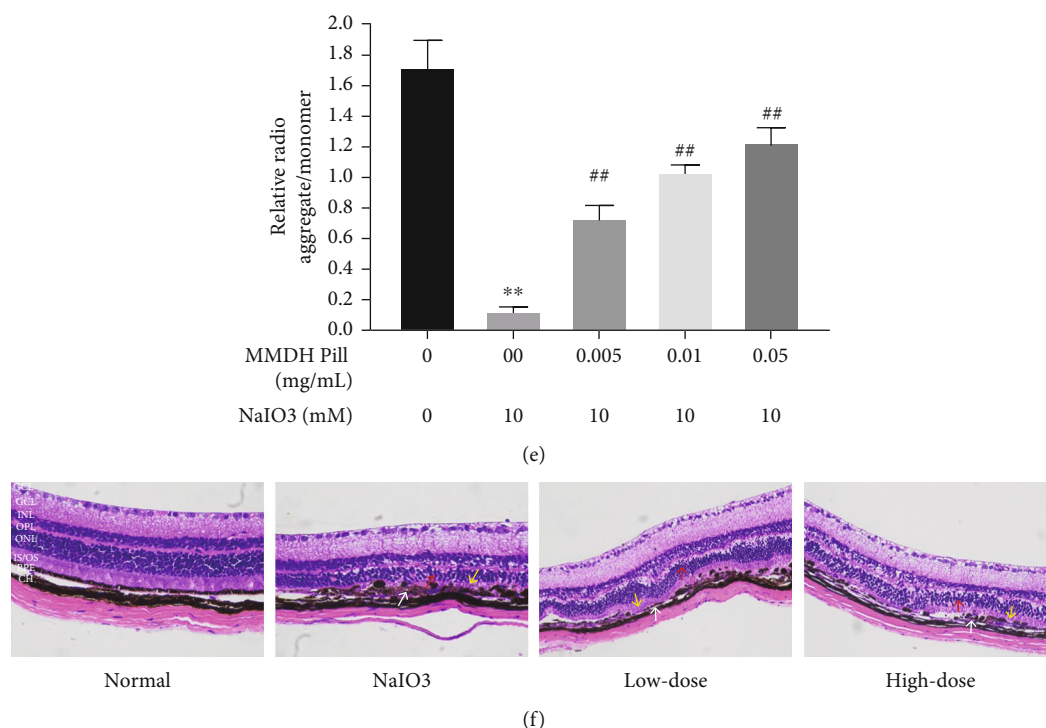 2.0
1.8
1.6
1.4
1.2
1.0
0.8
0.6
0.4
0.2
0.0
Relative radio
aggregate/monomer
**
##
##
##
MMDH Pill 0 00 0.005 0.01 0.05
(mg/mL)
NaIO3 (mM) 0 10 10 10 10
(e)
GCL
INL
OPL
ONL
IS/OS
RPE
CH
Normal NaIO3 Low-dose High-dose
(f)